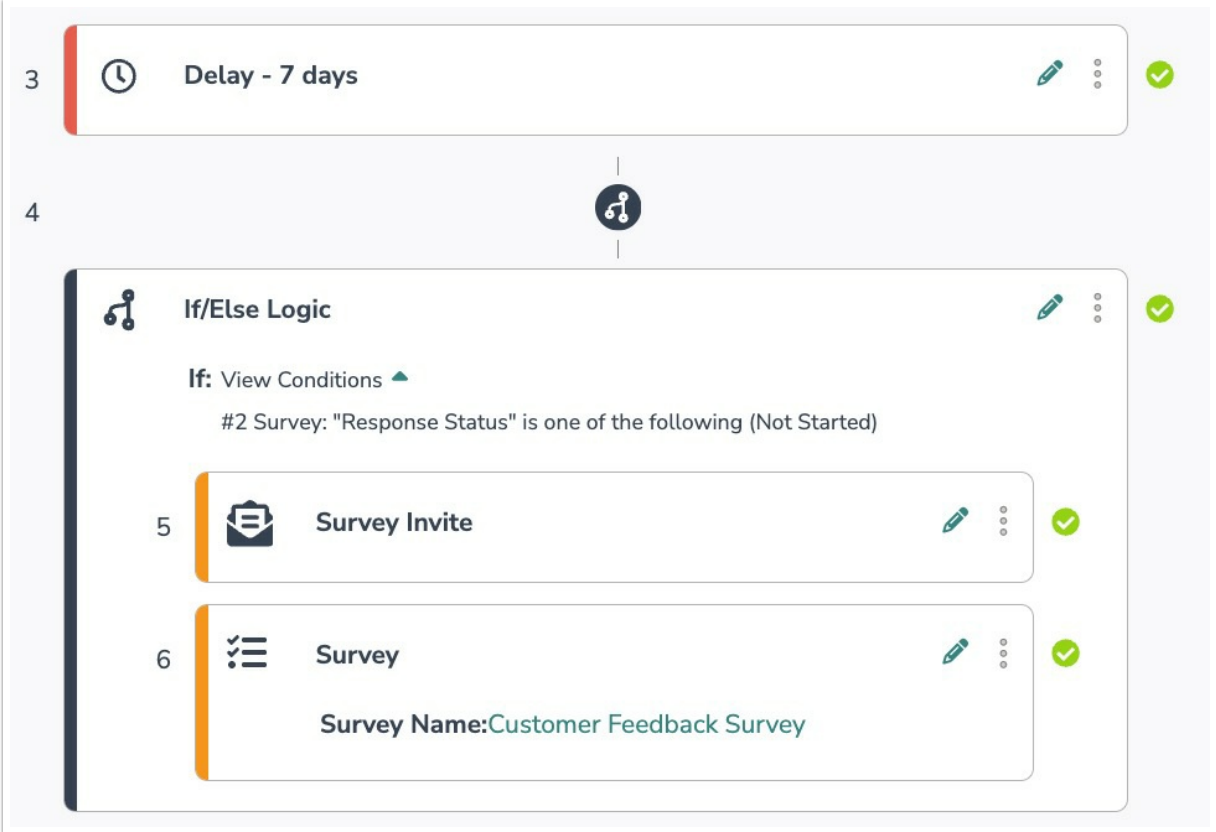 3 Delay - 7 days
4
If/Else Logic
If: View Conditions
#2 Survey: "Response Status" is one of the following (Not Started)
5 Survey Invite
6 Survey
Survey Name:Customer Feedback Survey